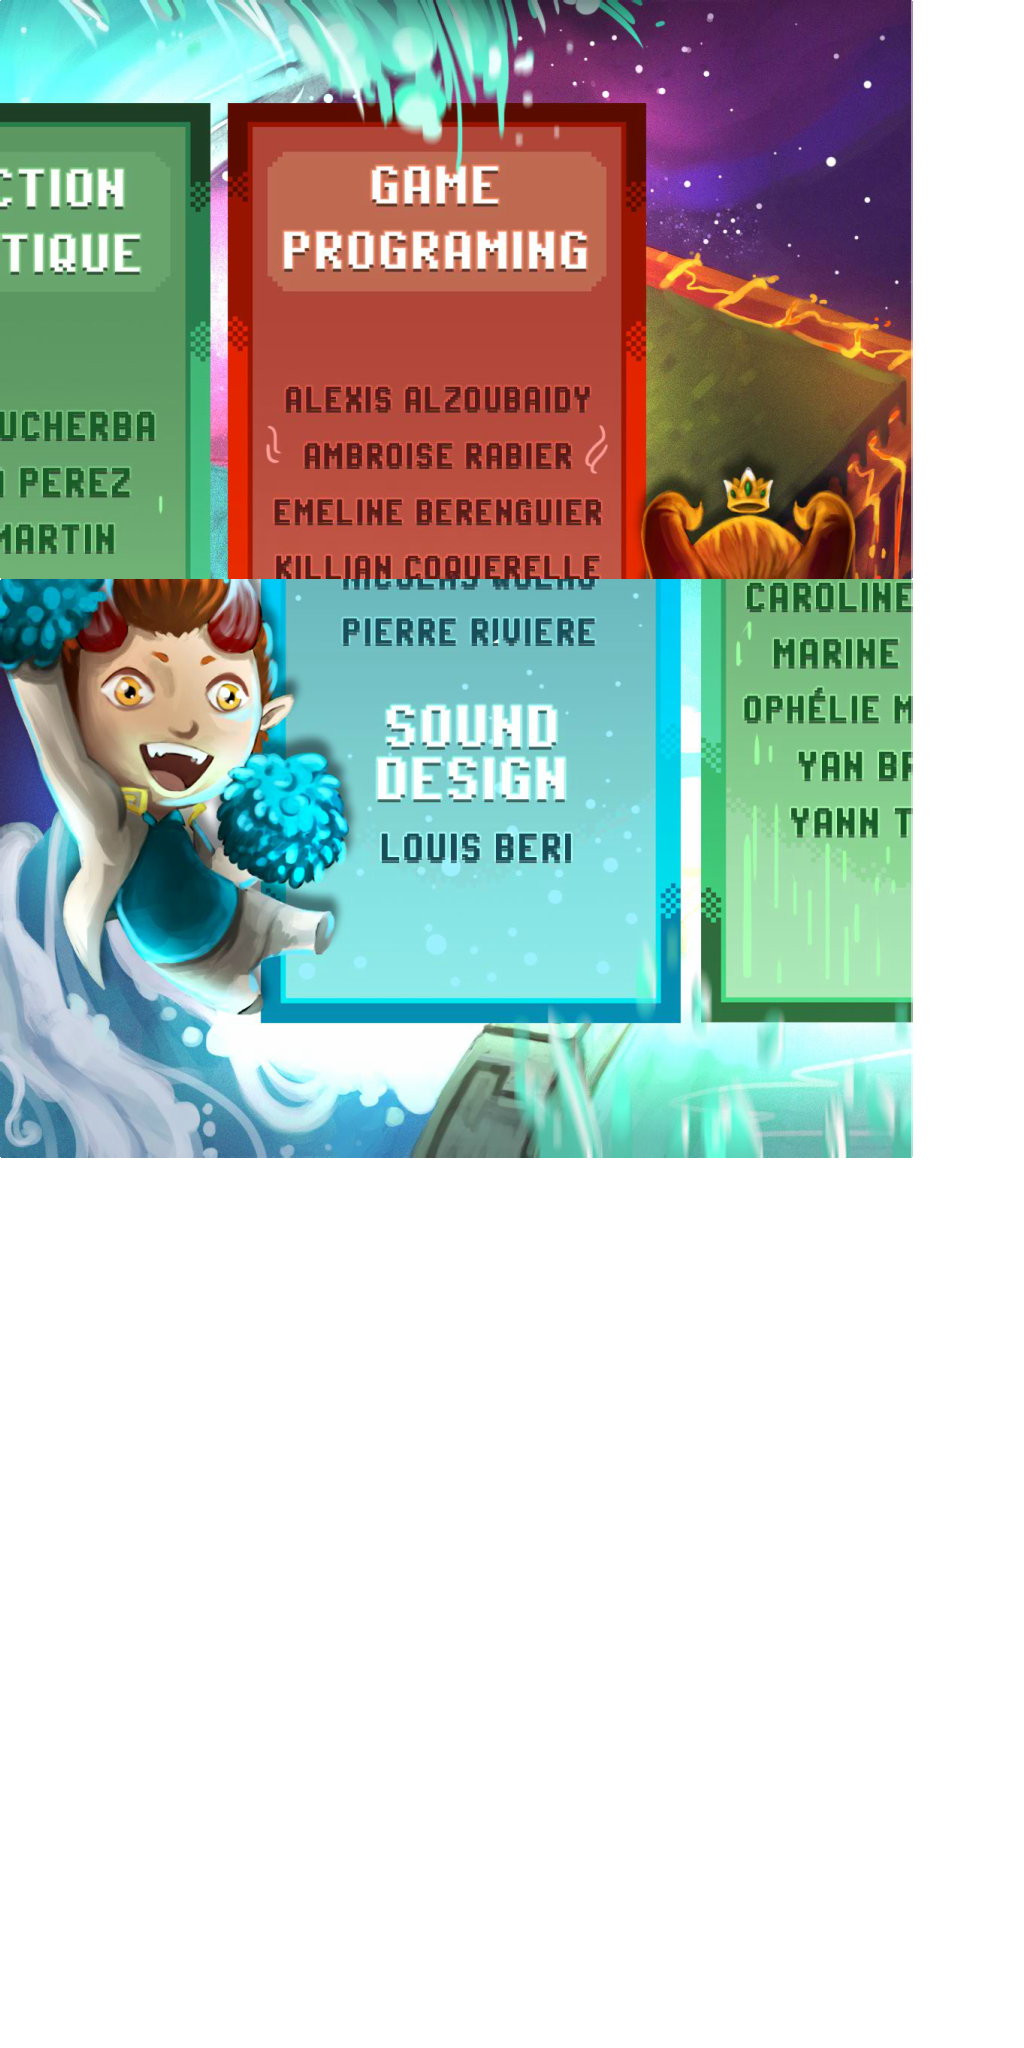 CTION
TIQUE
UCHERBA
PEREZ
MARTIN
GAME
PROGRAMING
ALEXIS ALZOUBAIDY
AMBROISE RABIER
EMELINE BERENGUIER
KILLIAN COQUERELLE
PIERRE RIVIERE
SOUND
DESIGN
LOUIS BERI
CAROLINE
MARINE
OPHÉLIE M
YAN BR
YANN T